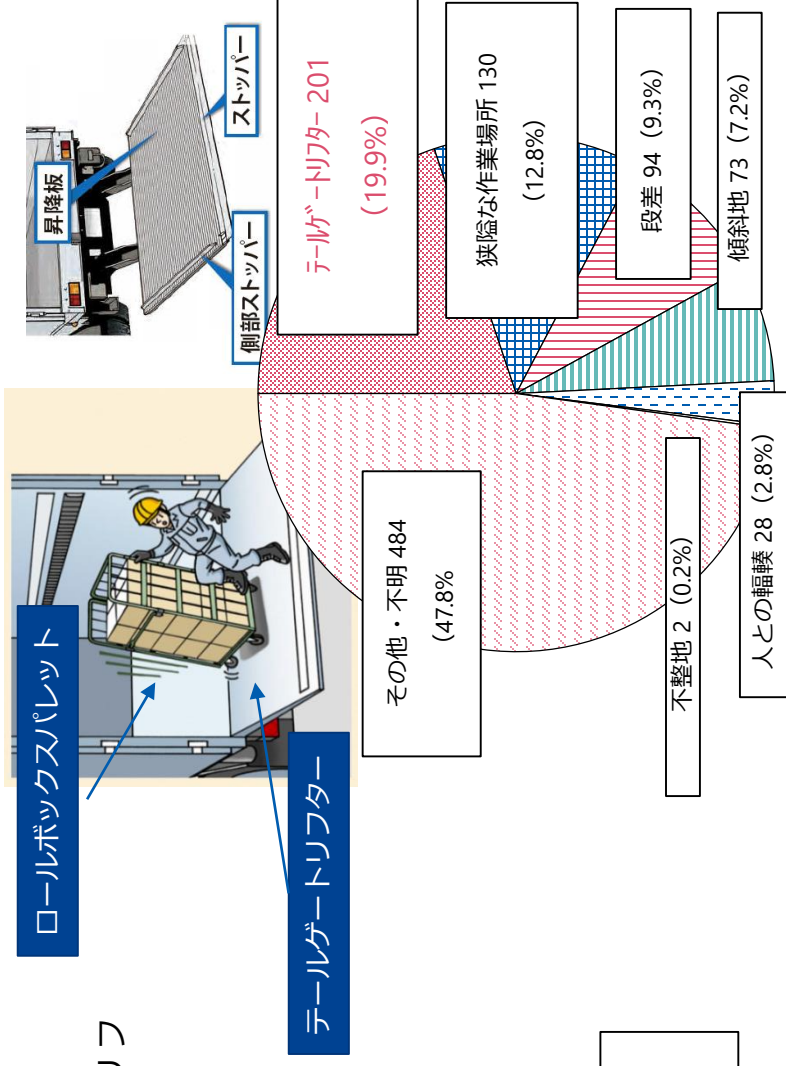 リフ
ロールボックスパレット
テールゲートリフター
昇降板
ストッパー
側部ストッパー
テールゲートリフター 201
(19.9%)
狭隘な作業場所 130
(12.8%)
段差 94 (9.3%)
傾斜地 73 (7.2%)
人との輻輳 28 (2.8%)
不整地 2 (0.2%)
その他・不明 484
(47.8%